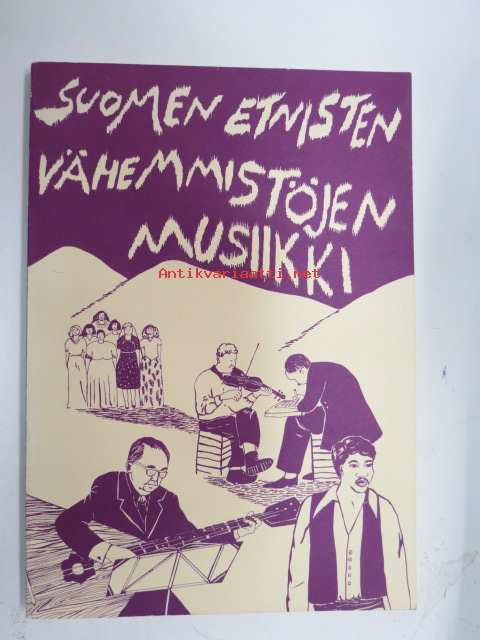 SUOMEN ETNISTEN
VÄHEMMISTÖJEN
MUSIIKKI
Antikvariaatti.net